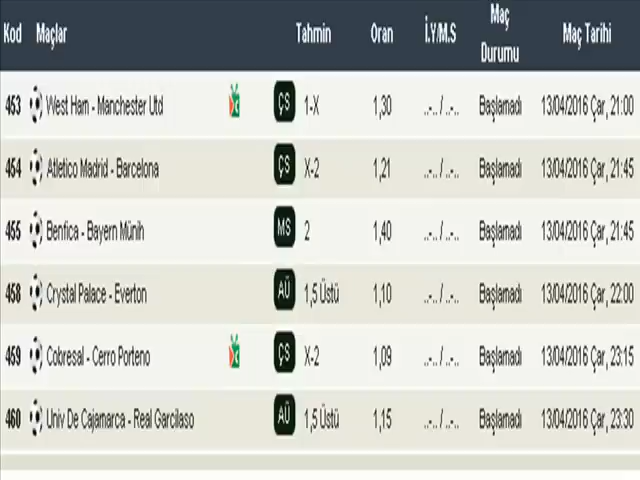 Kod Maçlar Tahmin Oran İ.Y/M.S Maç Durumu Maç Tarihi
453 West Ham - Manchester Utd ÇS 1-X 1,30 ..-.. / ..-.. Başlamadı 13/04/2016 Çar, 21:00
454 Atletico Madrid - Barcelona ÇS X-2 1,21 ..-.. / ..-.. Başlamadı 13/04/2016 Çar, 21:45
455 Benfica - Bayern Münih MS 2 1,40 ..-.. / ..-.. Başlamadı 13/04/2016 Çar, 21:45
458 Crystal Palace - Everton AÜ 1,5 Üstü 1,10 ..-.. / ..-.. Başlamadı 13/04/2016 Çar, 22:00
459 Cobresal - Cerro Porteno ÇS X-2 1,09 ..-.. / ..-.. Başlamadı 13/04/2016 Çar, 23:15
460 Univ De Cajamarca - Real Garcilaso AÜ 1,5 Üstü 1,15 ..-.. / ..-.. Başlamadı 13/04/2016 Çar, 23:30